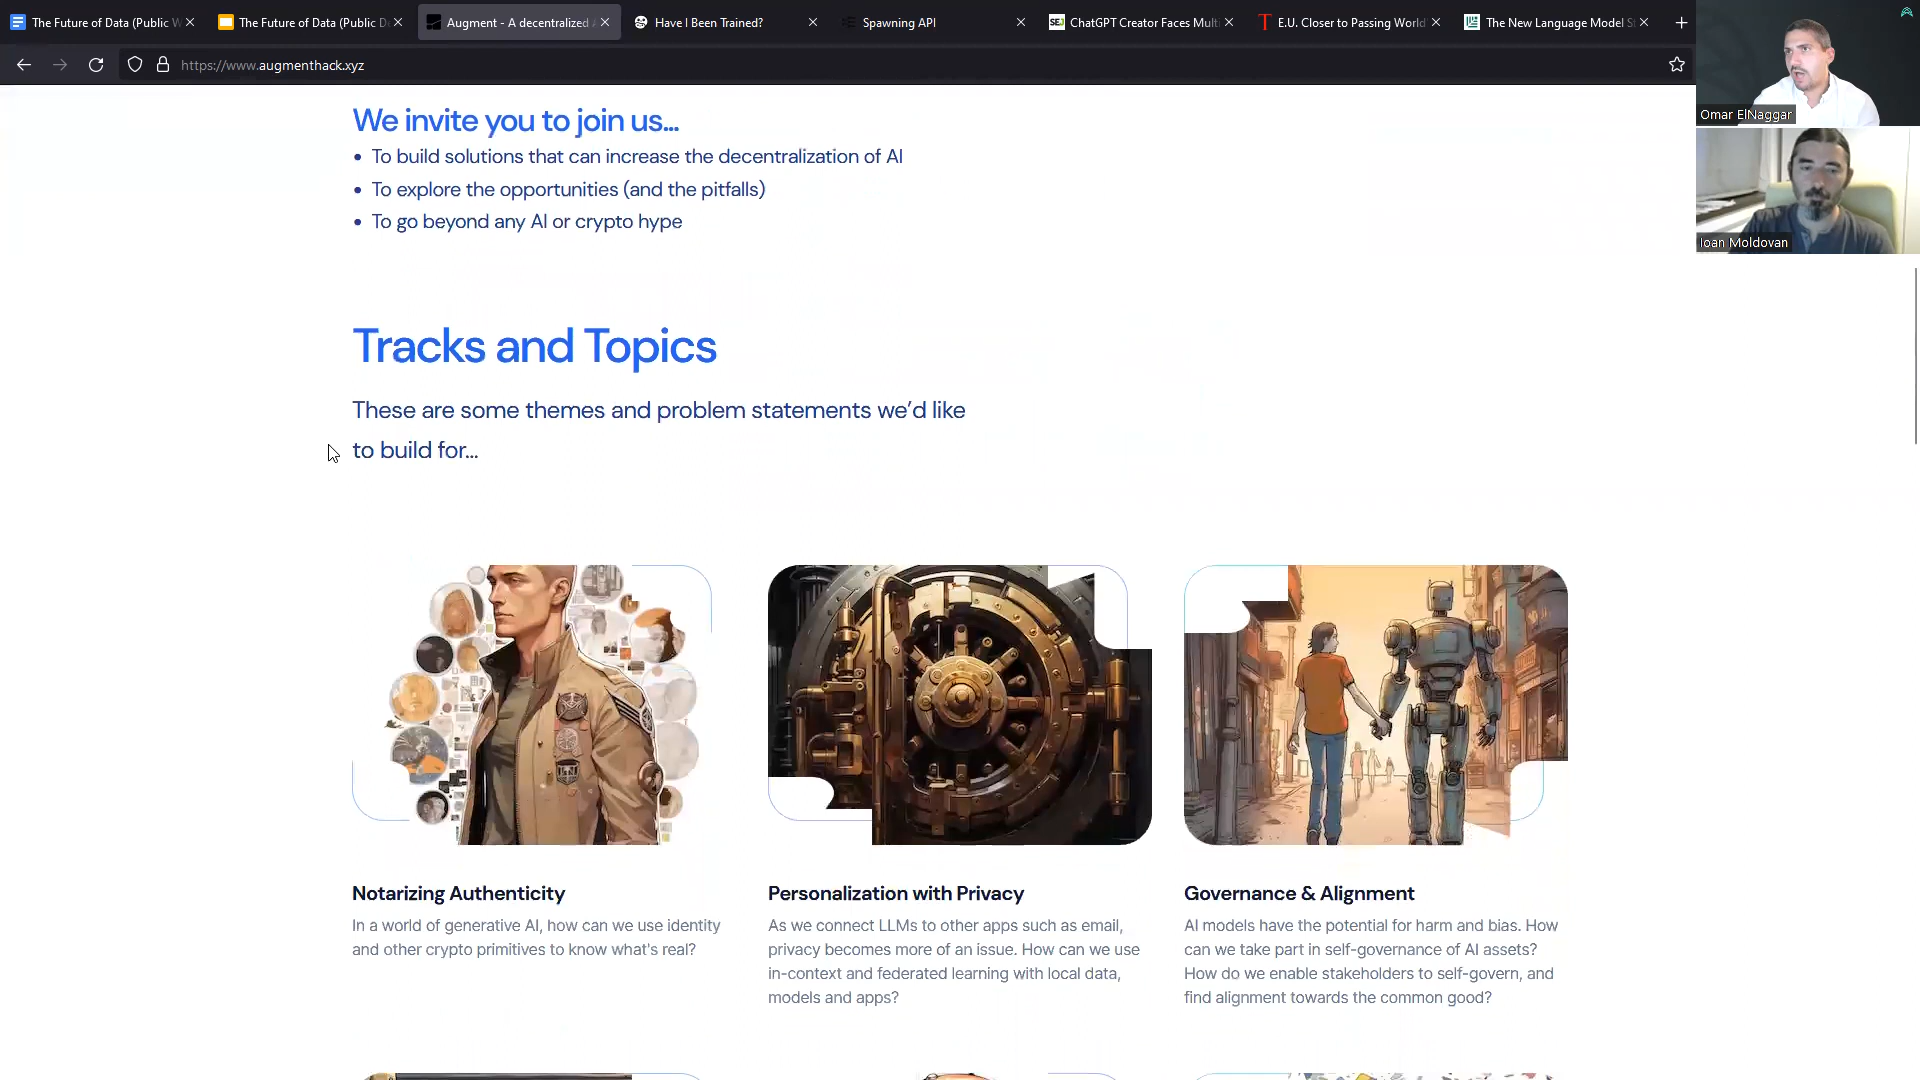 The Future of Data (Public W
The Future of Data (Public De
Augment - A decentralized A
Have I Been Trained?
Spawning API
SEJ
ChatGPT Creator Faces Multi
E.U. Closer to Passing World
The New Language Model St
https://www.augmenthack.xyz
Omar ElNaggar
Ioan Moldovan
We invite you to join us...
• To build solutions that can increase the decentralization of AI
• To explore the opportunities (and the pitfalls)
• To go beyond any AI or crypto hype
Tracks and Topics
These are some themes and problem statements we’d like
to build for...
Notarizing Authenticity
In a world of generative AI, how can we use identity
and other crypto primitives to know what's real?
Personalization with Privacy
As we connect LLMs to other apps such as email,
privacy becomes more of an issue. How can we use
in-context and federated learning with local data,
models and apps?
Governance & Alignment
AI models have the potential for harm and bias. How
can we take part in self-governance of AI assets?
How do we enable stakeholders to self-govern, and
find alignment towards the common good?